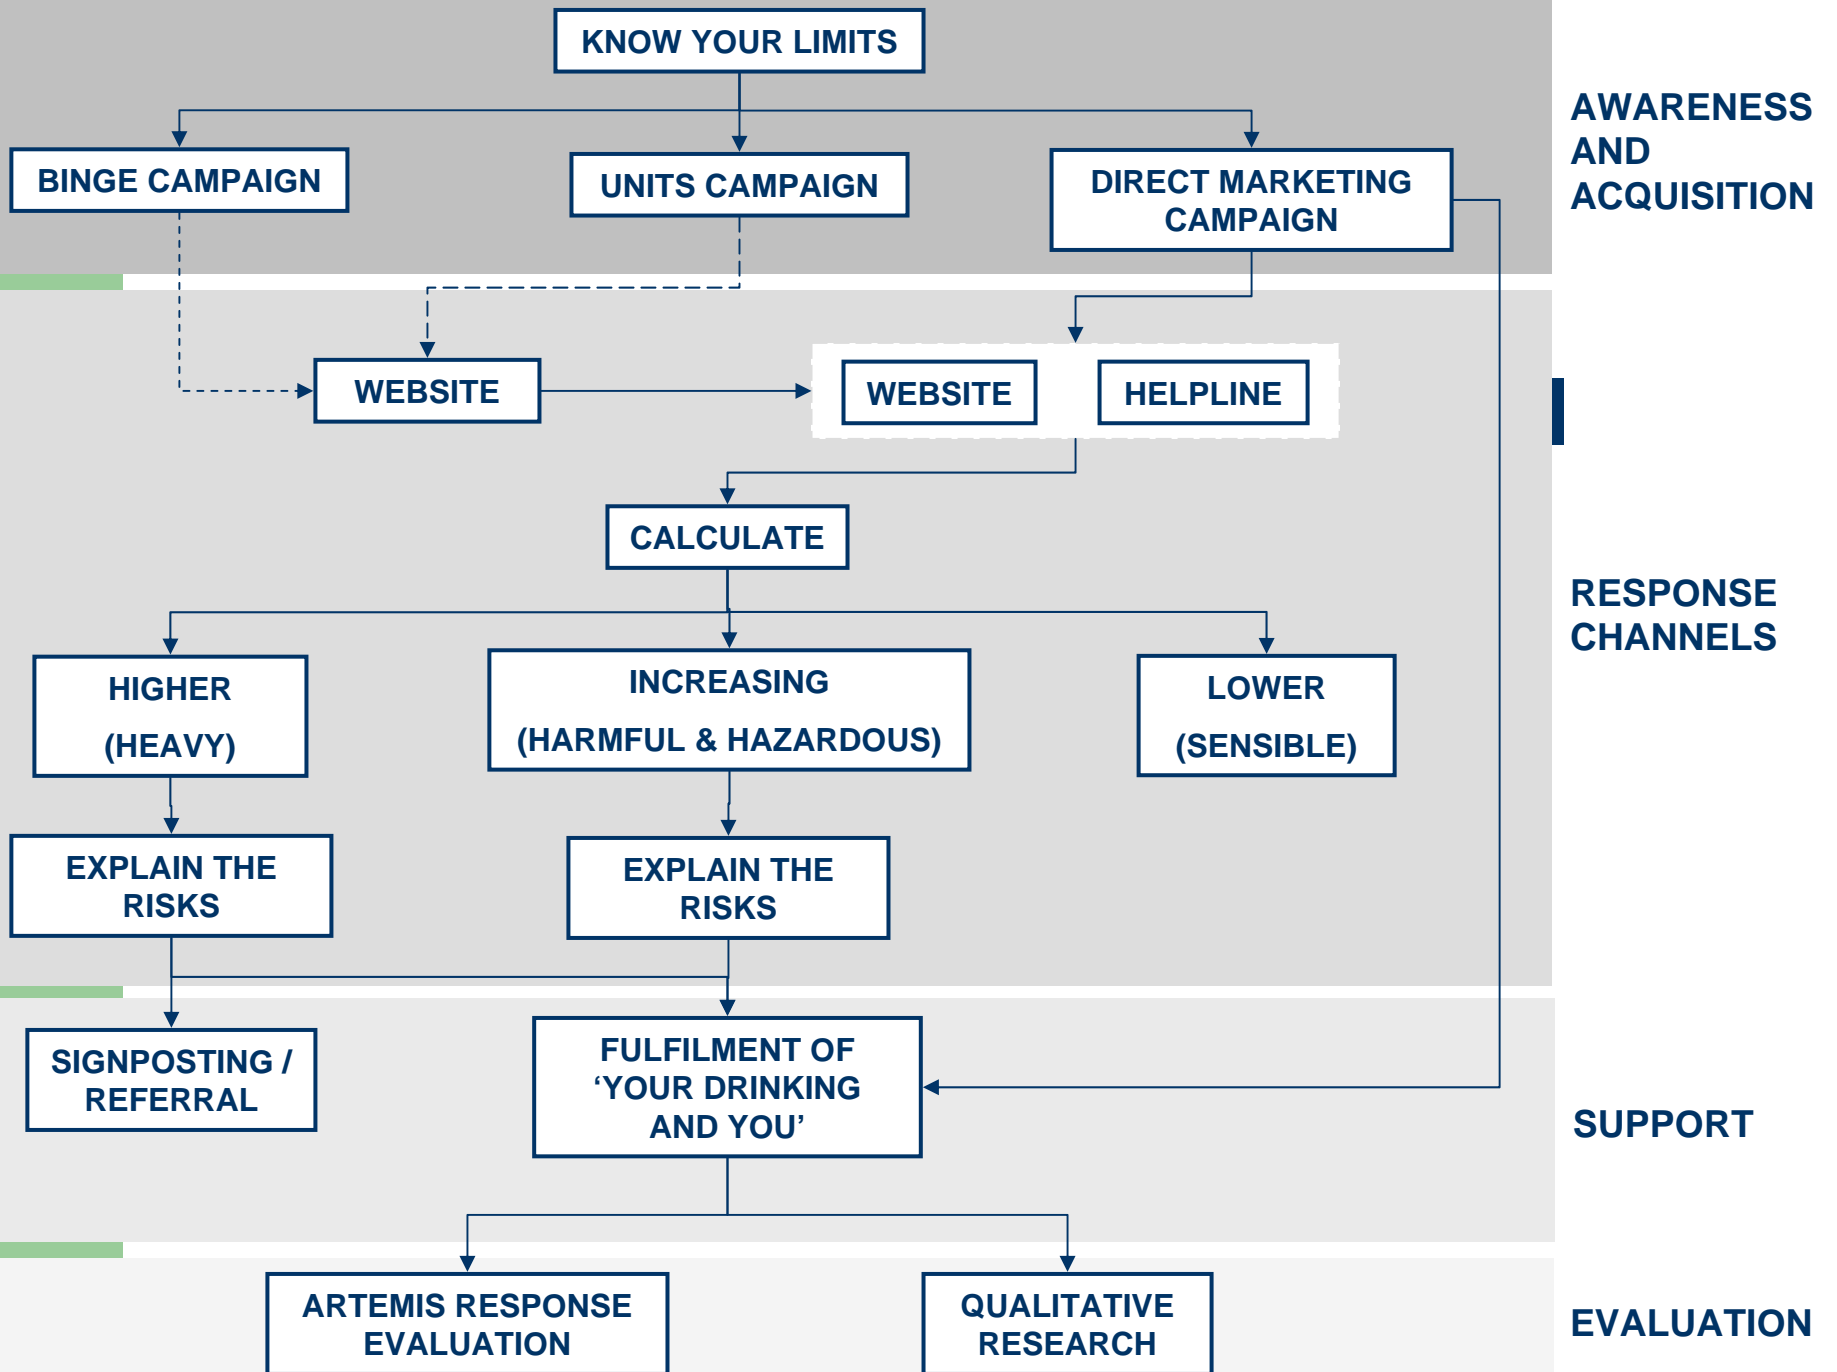 KNOW YOUR LIMITS
AWARENESS
AND
ACQUISITION
BINGE CAMPAIGN
UNITS CAMPAIGN
DIRECT MARKETING
CAMPAIGN
WEBSITE
WEBSITE
HELPLINE
CALCULATE
RESPONSE
CHANNELS
HIGHER
(HEAVY)
INCREASING
(HARMFUL & HAZARDOUS)
LOWER
(SENSIBLE)
EXPLAIN THE
RISKS
EXPLAIN THE
RISKS
SIGNPOSTING /
REFERRAL
FULFILMENT OF
‘YOUR DRINKING
AND YOU’
SUPPORT
ARTEMIS RESPONSE
EVALUATION
QUALITATIVE
RESEARCH
EVALUATION